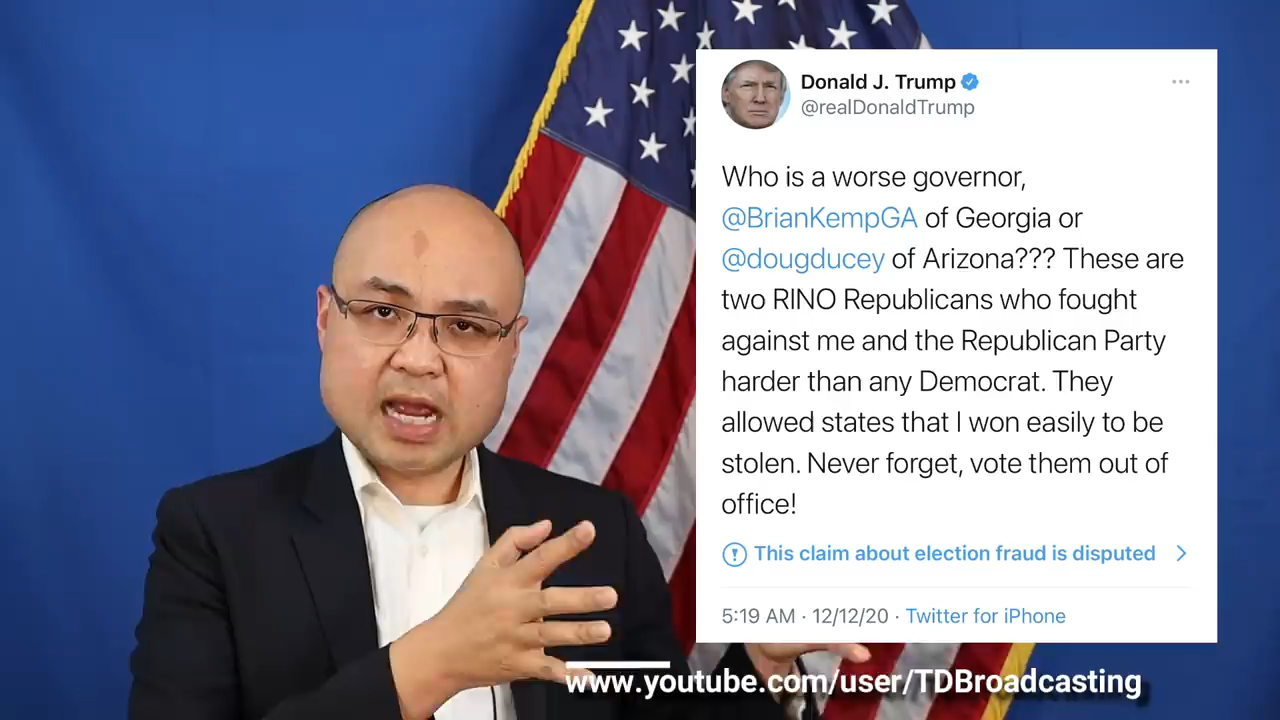 Donald J. Trump
@realDonaldTrump
Who is a worse governor,
@BrianKempGA of Georgia or
@dougducey of Arizona??? These are
two RINO Republicans who fought
against me and the Republican Party
harder than any Democrat. They
allowed states that I won easily to be
stolen. Never forget, vote them out of
office!
This claim about election fraud is disputed
5:19 AM · 12/12/20 · Twitter for iPhone
www.youtube.com/user/TDBroadcasting